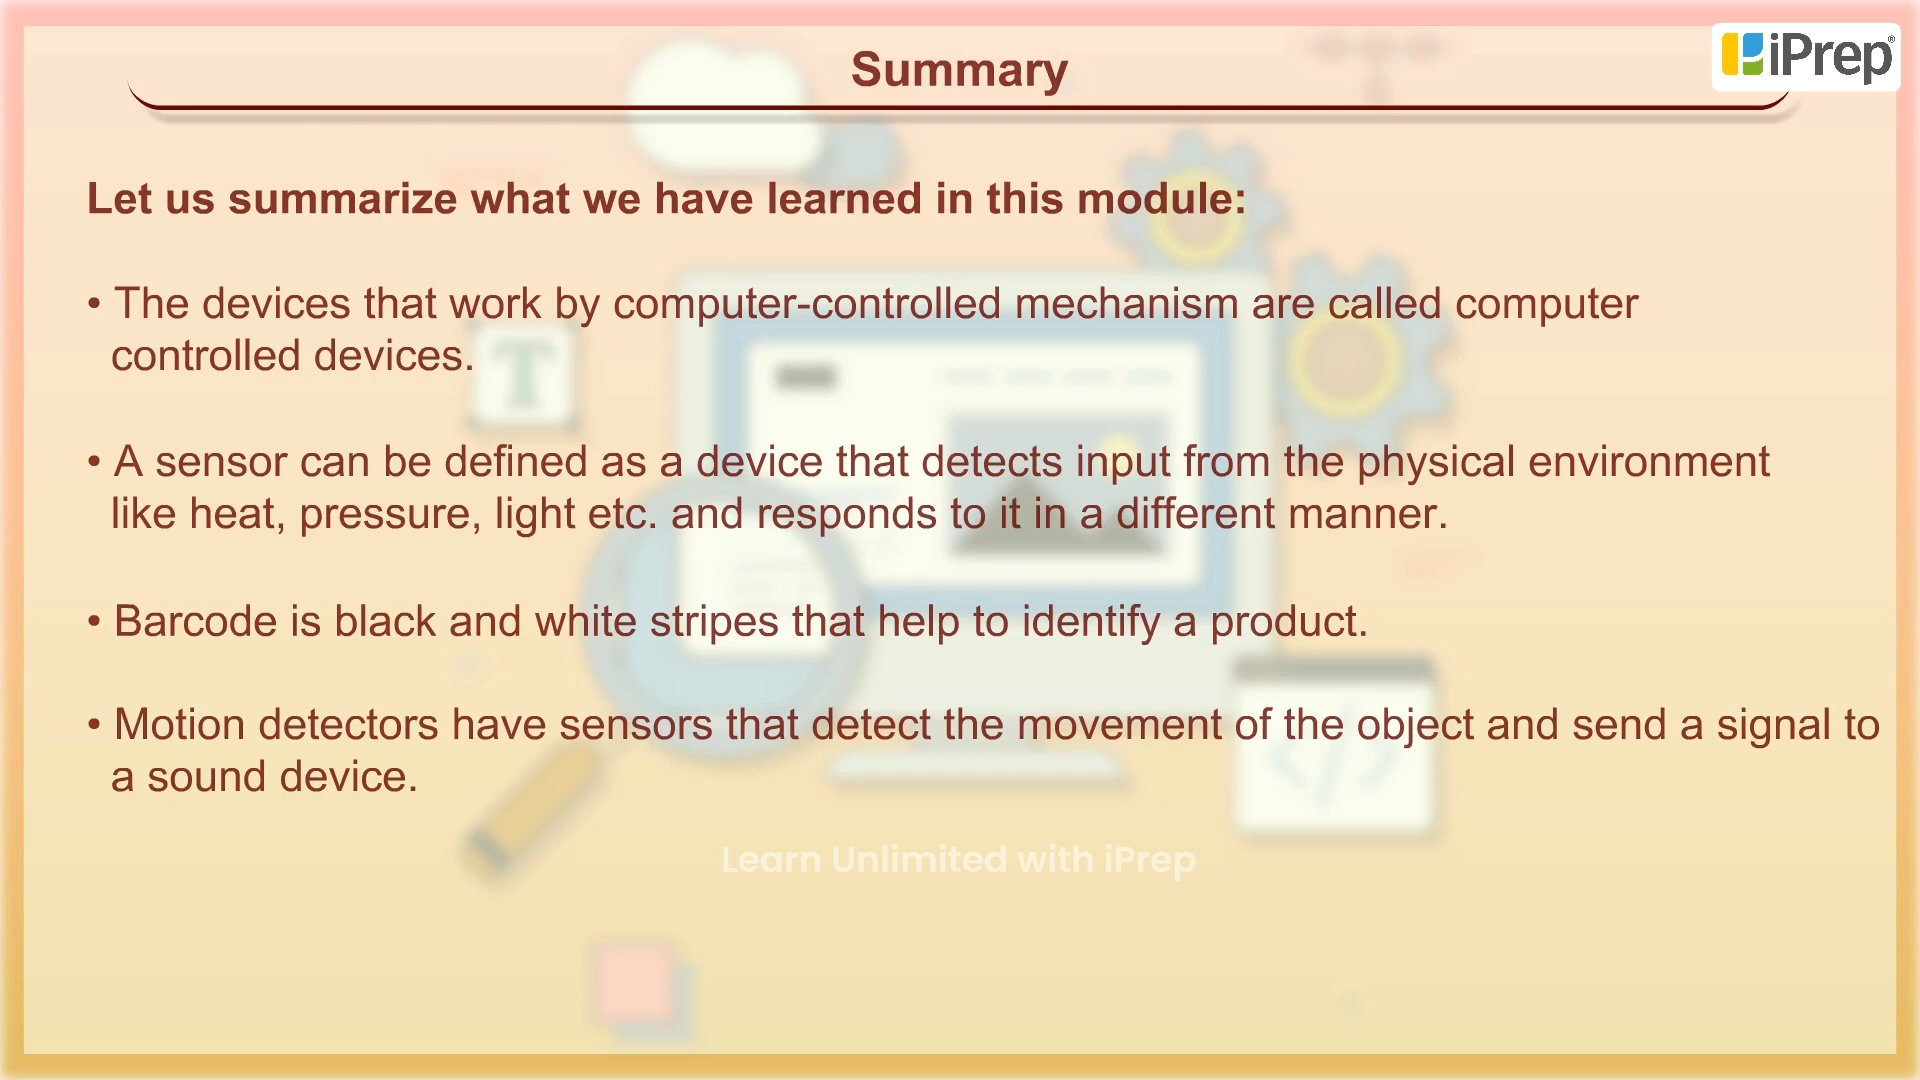 Summary
iPrep®
Let us summarize what we have learned in this module:
• The devices that work by computer-controlled mechanism are called computer
controlled devices.
T
• A sensor can be defined as a device that detects input from the physical environment
like heat, pressure, light etc. and responds to it in a different manner.
• Barcode is black and white stripes that help to identify a product.
• Motion detectors have sensors that detect the movement of the object and send a signal to
a sound device.
</>
Learn Unlimited with iPrep